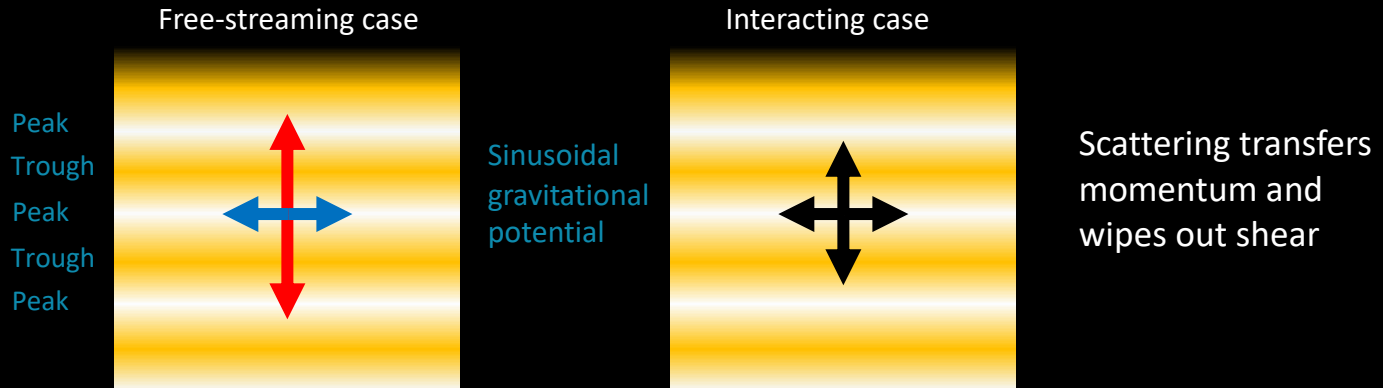 Free-streaming case
Interacting case
Peak
Trough
Peak
Trough
Peak
Sinusoidal
gravitational
potential
Scattering transfers
momentum and
wipes out shear